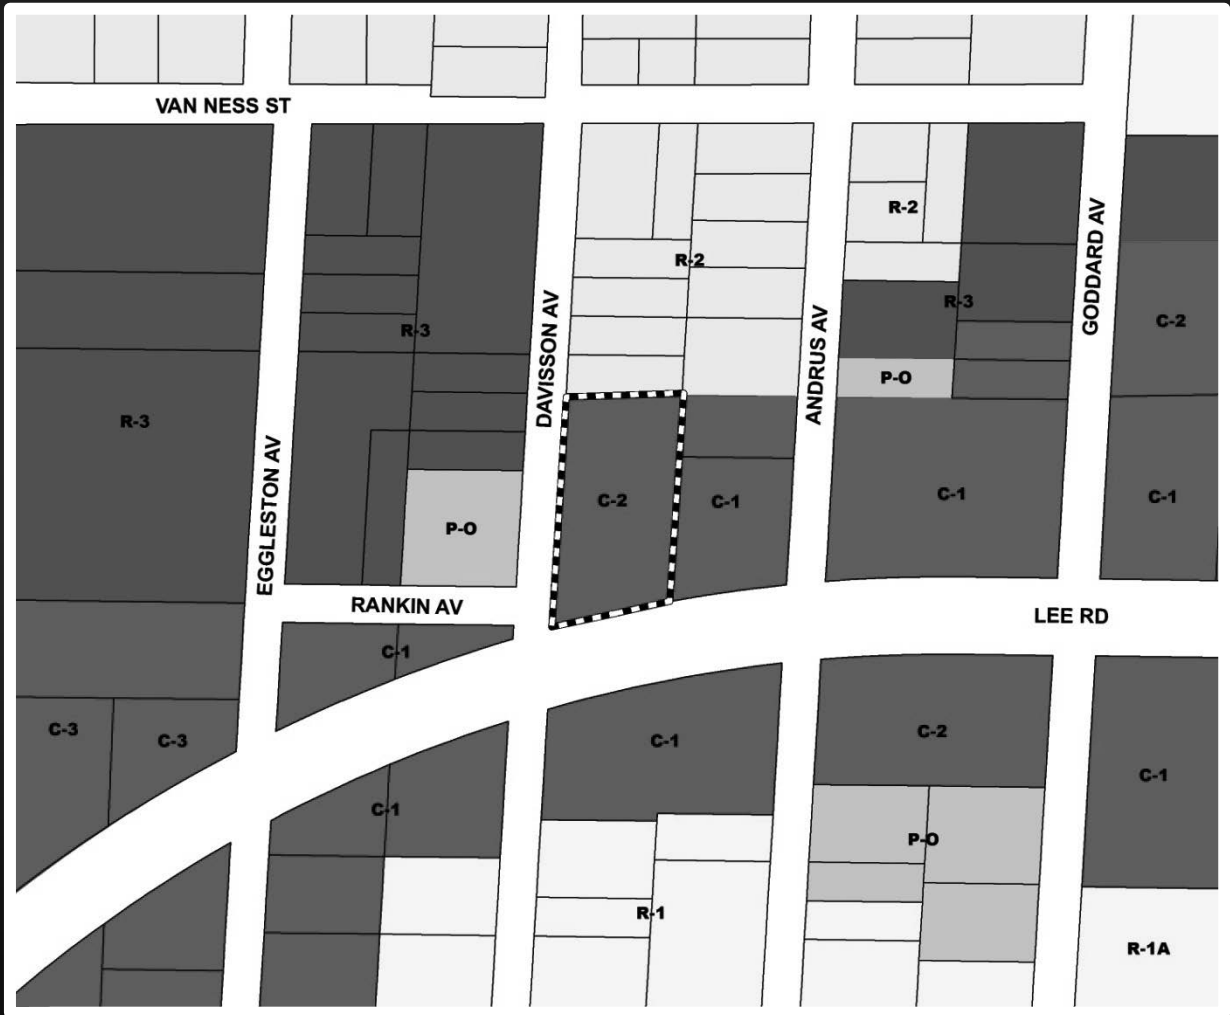 VAN NESS ST
R-2
R-2
R-3
GODDARD AV
C-2
R-3
DAVISSON AV
ANDRUS AV
P-O
R-3
EGGLESTON AV
C-2
C-1
C-1
C-1
P-O
RANKIN AV
LEE RD
C-1
C-3
C-3
C-1
C-2
C-1
C-1
P-O
R-1
R-1A